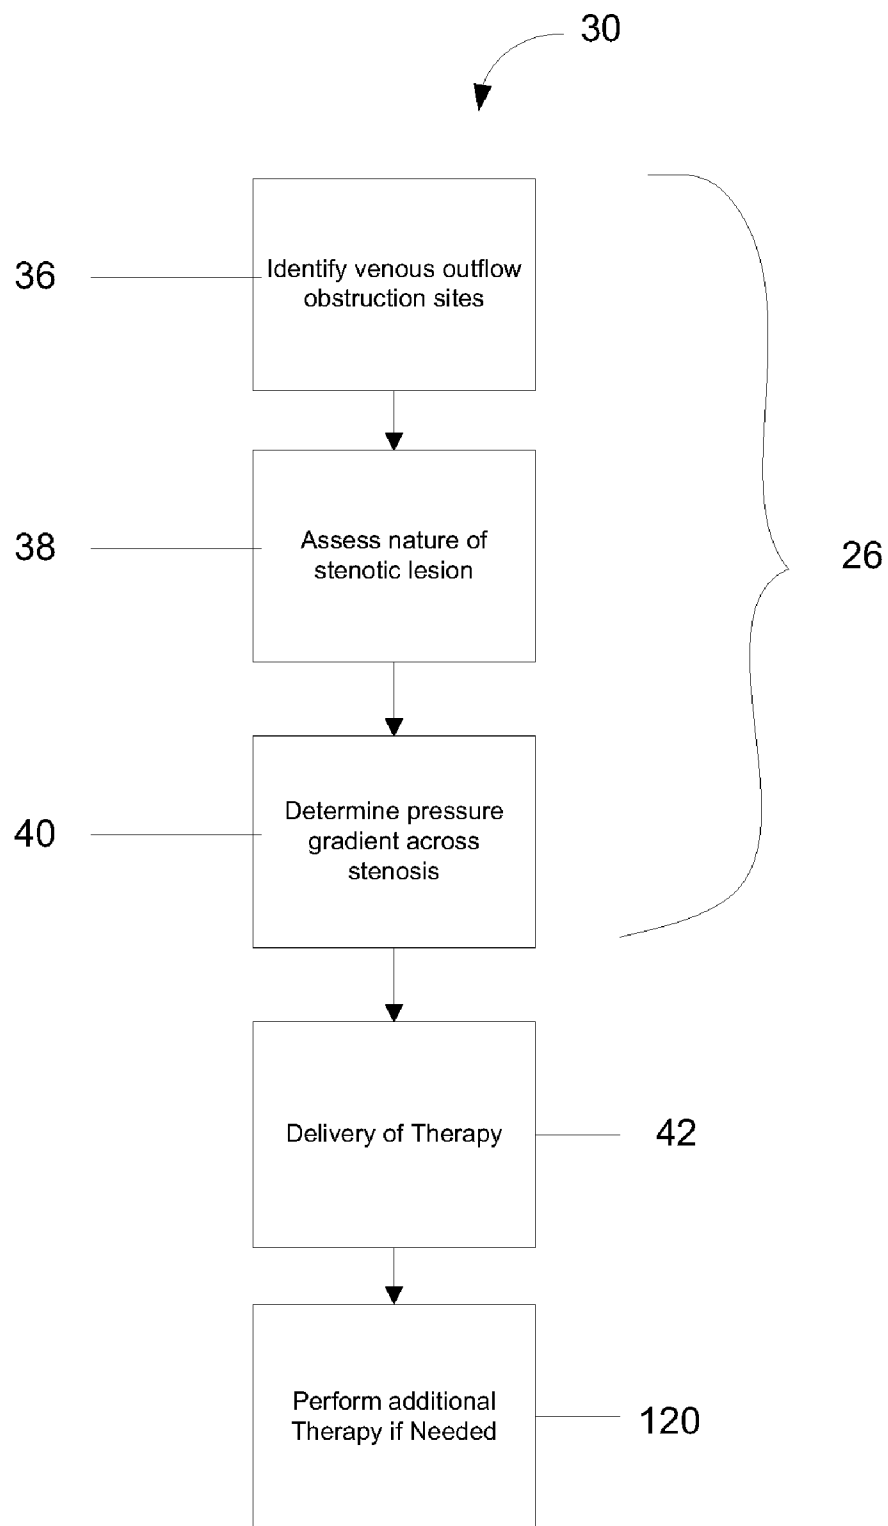 30
36
Identify venous outflow
obstruction sites
38
Assess nature of
stenotic lesion
26
40
Determine pressure
gradient across
stenosis
Delivery of Therapy
42
Perform additional
Therapy if Needed
120